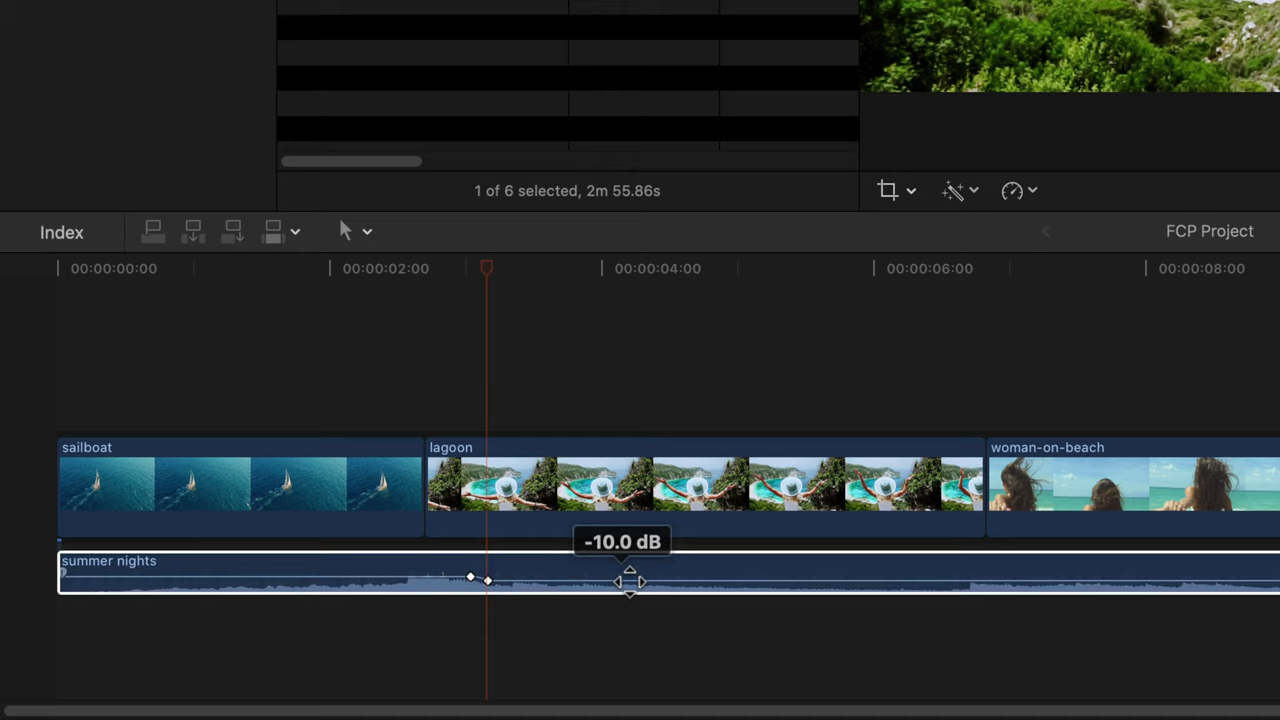 1 of 6 selected, 2m 55.86s
Index
FCP Project
00:00:00:00
00:00:02:00
00:00:04:00
00:00:06:00
00:00:08:00
sailboat
lagoon
woman-on-beach
-10.0 dB
summer nights